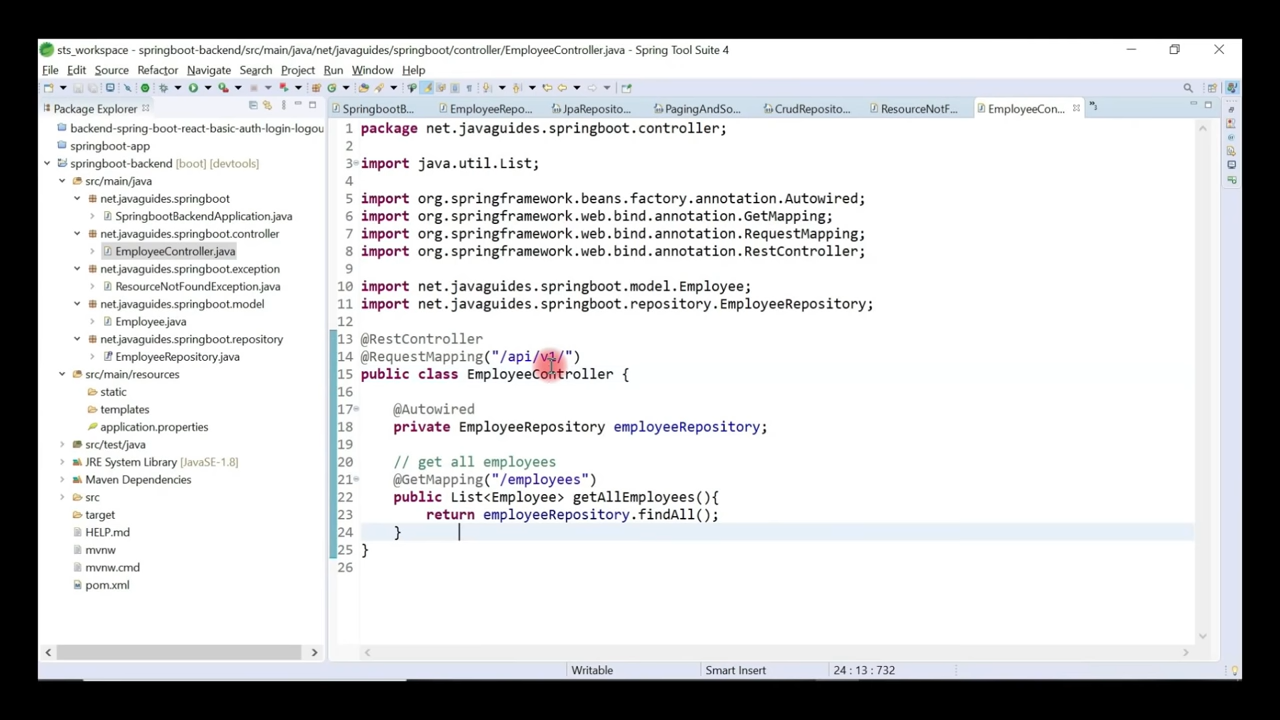 sts_workspace - springboot-backend/src/main/java/net/javaguides/springboot/controller/EmployeeController.java - Spring Tool Suite 4
File Edit Source Refactor Navigate Search Project Run Window Help
Package Explorer
SpringbootB...
EmployeeRepo...
JpaReposito...
PagingAndSo...
CrudReposito...
ResourceNotF...
EmployeeCon...
backend-spring-boot-react-basic-auth-login-logou
springboot-app
springboot-backend [boot] [devtools]
src/main/java
net.javaguides.springboot
SpringbootBackendApplication.java
net.javaguides.springboot.controller
EmployeeController.java
net.javaguides.springboot.exception
ResourceNotFoundException.java
net.javaguides.springboot.model
Employee.java
net.javaguides.springboot.repository
EmployeeRepository.java
src/main/resources
static
templates
application.properties
src/test/java
JRE System Library [JavaSE-1.8]
Maven Dependencies
src
target
HELP.md
mvnw
mvnw.cmd
pom.xml
1 package net.javaguides.springboot.controller;
2
3 import java.util.List;
4
5 import org.springframework.beans.factory.annotation.Autowired;
6 import org.springframework.web.bind.annotation.GetMapping;
7 import org.springframework.web.bind.annotation.RequestMapping;
8 import org.springframework.web.bind.annotation.RestController;
9
10 import net.javaguides.springboot.model.Employee;
11 import net.javaguides.springboot.repository.EmployeeRepository;
12
13 @RestController
14 @RequestMapping("/api/v1/")
15 public class EmployeeController {
16
17 @Autowired
18 private EmployeeRepository employeeRepository;
19
20 // get all employees
21 @GetMapping("/employees")
22 public List<Employee> getAllEmployees(){
23 return employeeRepository.findAll();
24 }
25 }
26
Writable
Smart Insert
24 : 13 : 732